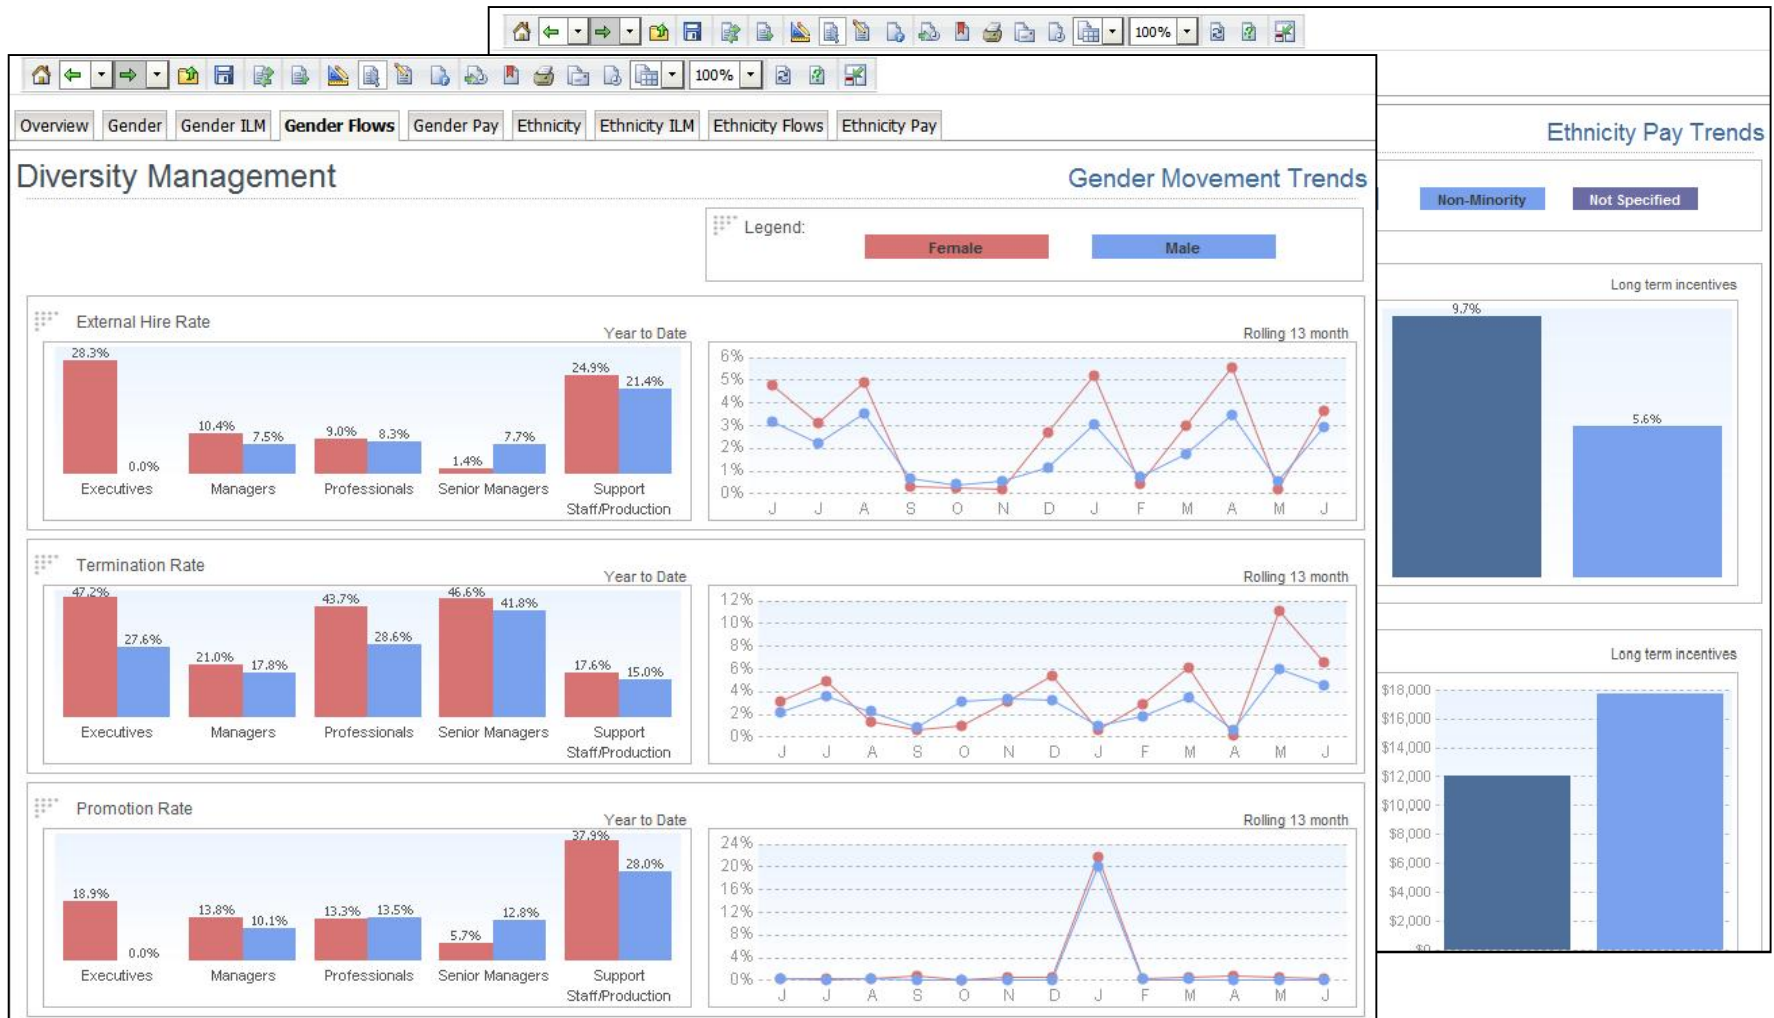 100%
100%
Overview Gender Gender ILM Gender Flows Gender Pay Ethnicity Ethnicity ILM Ethnicity Flows Ethnicity Pay
Ethnicity Pay Trends
Diversity Management
Gender Movement Trends
Non-Minority Not Specified
Legend:
Female Male
Long term incentives
9.7%
5.6%
External Hire Rate
Year to Date
28.3% 0.0% 10.4% 7.5% 9.0% 8.3% 1.4% 7.7% 24.9% 21.4%
Executives Managers Professionals Senior Managers Support
Staff/Production
Rolling 13 month
6%
5%
4%
3%
2%
1%
0%
J J A S O N D J F M A M J
Termination Rate
Year to Date
47.2% 27.6% 21.0% 17.8% 43.7% 28.6% 46.6% 41.8% 17.6% 15.0%
Executives Managers Professionals Senior Managers Support
Staff/Production
Rolling 13 month
12%
10%
8%
6%
4%
2%
0%
J J A S O N D J F M A M J
Long term incentives
$18,000
$16,000
$14,000
$12,000
$10,000
$8,000
$6,000
$4,000
$2,000
$0
Promotion Rate
Year to Date
18.9% 0.0% 13.8% 10.1% 13.3% 13.5% 5.7% 12.8% 37.9% 28.0%
Executives Managers Professionals Senior Managers Support
Staff/Production
Rolling 13 month
24%
20%
16%
12%
8%
4%
0%
J J A S O N D J F M A M J